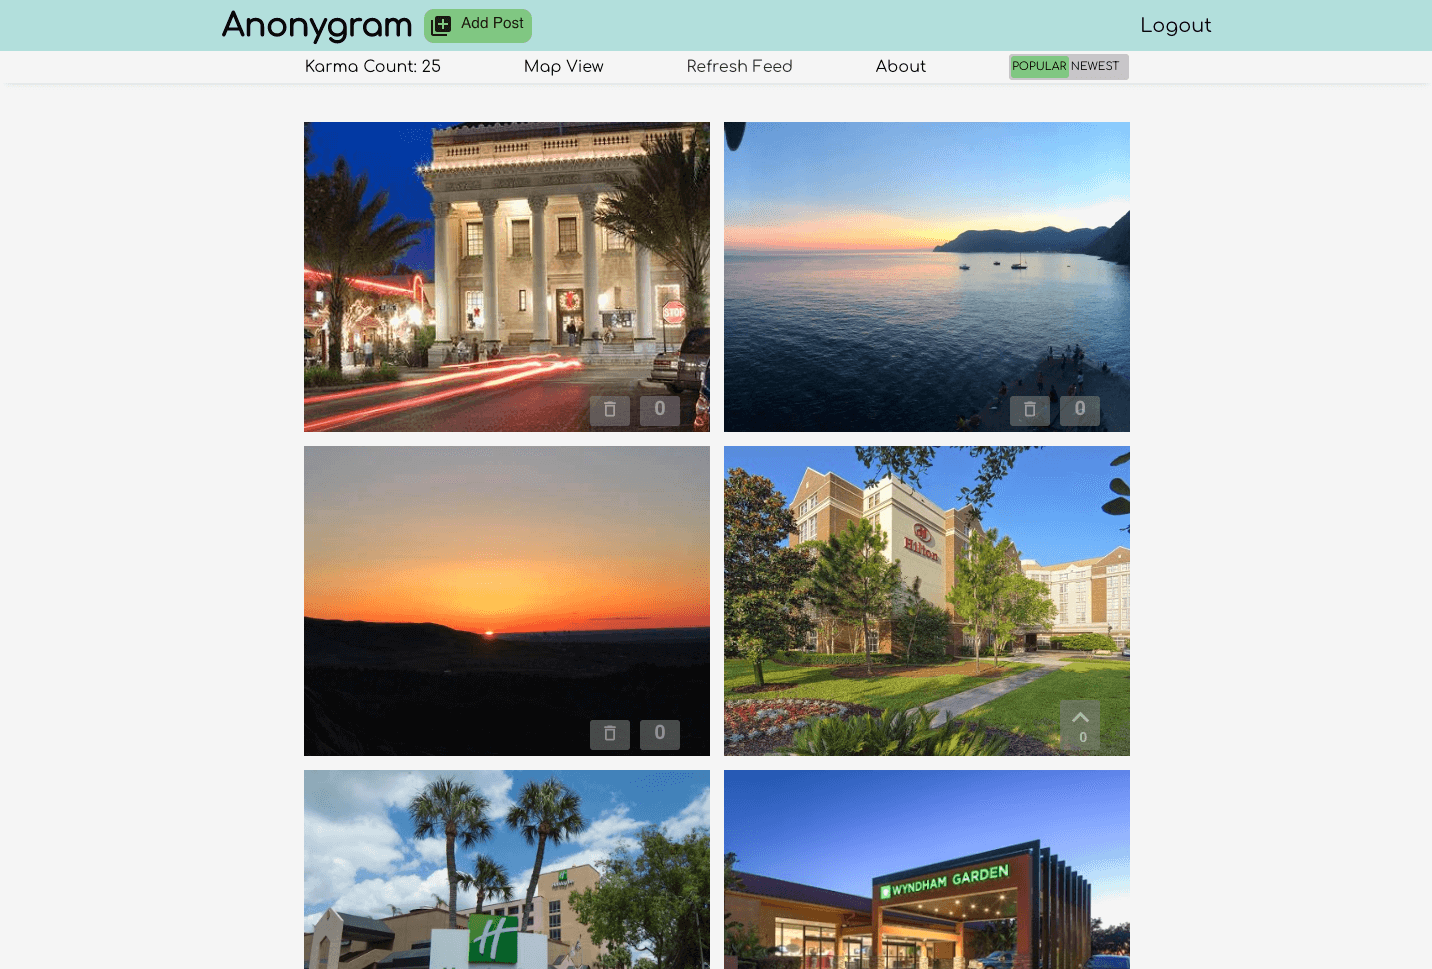 Anonygram
Add Post
Logout
Karma Count: 25
Map View
Refresh Feed
About
POPULAR NEWEST
STOP
0
0
0
Hilton
0
WYNDHAM GARDEN